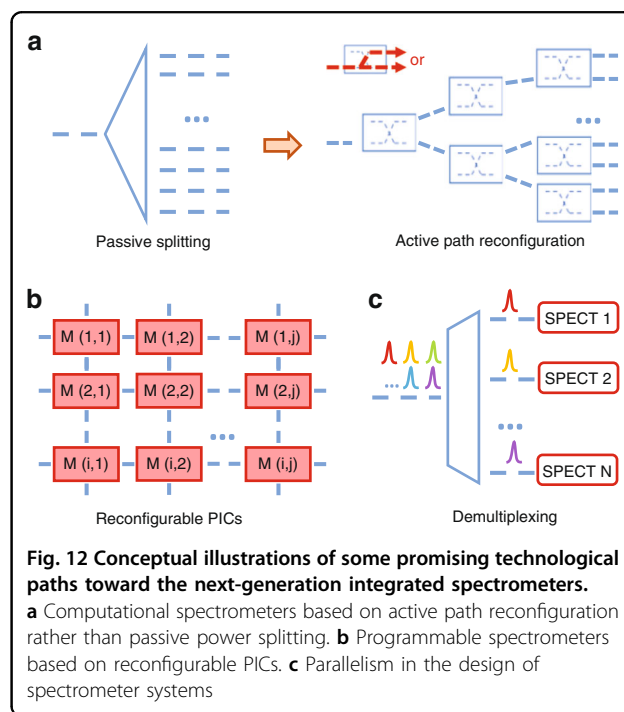 a
or
...
Passive splitting
Active path reconfiguration
b
M (1,1) M (1,2) M (1,j)
M (2,1) M (2,2) M (2,j)
...
M (i,1) M (i,2) M (i,j)
Reconfigurable PICs
c
...
SPECT 1
SPECT 2
...
SPECT N
Demultiplexing
Fig. 12 Conceptual illustrations of some promising technological
paths toward the next-generation integrated spectrometers.
a Computational spectrometers based on active path reconfiguration
rather than passive power splitting. b Programmable spectrometers
based on reconfigurable PICs. c Parallelism in the design of
spectrometer systems